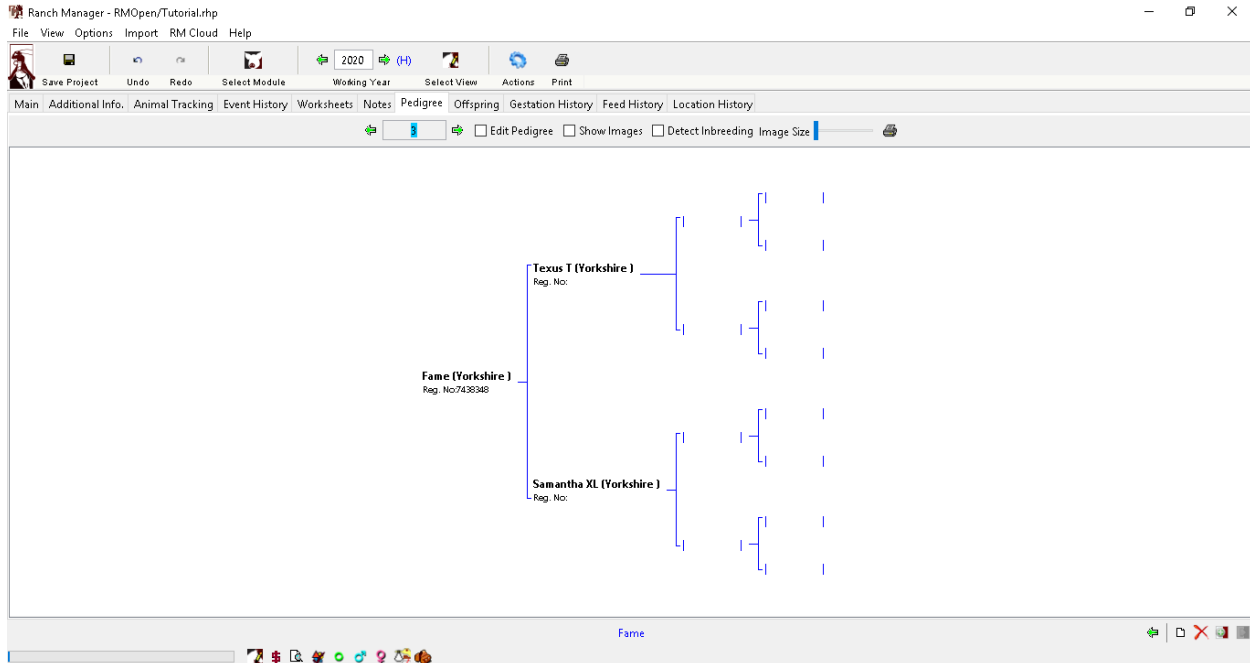 Ranch Manager - RMOpen/Tutorial.rhp
File View Options Import RM Cloud Help
2020 (H)
Save Project Undo Redo Select Module Working Year Select View Actions Print
Main Additional Info. Animal Tracking Event History Worksheets Notes Pedigree Offspring Gestation History Feed History Location History
3 Edit Pedigree Show Images Detect Inbreeding Image Size
Texus T (Yorkshire )
Reg. No:
Fame (Yorkshire )
Reg. No:7438348
Samantha XL (Yorkshire )
Reg. No:
Fame